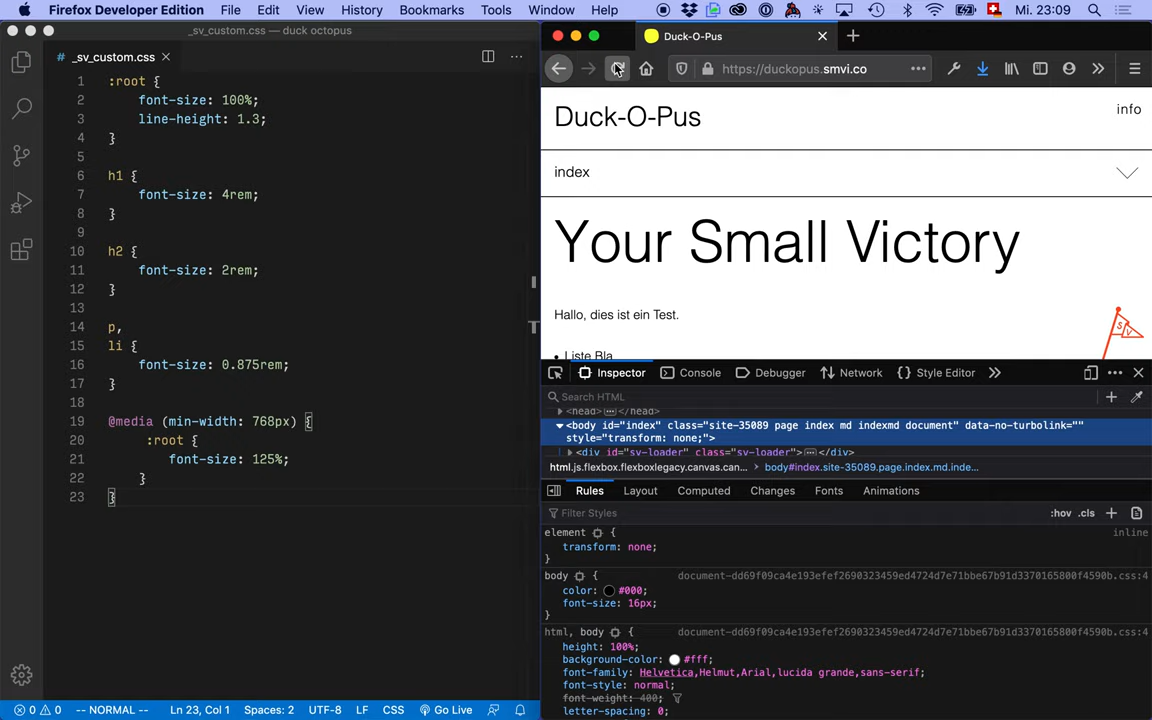 Firefox Developer Edition File Edit View History Bookmarks Tools Window Help Mi. 23:09
_sv_custom.css — duck octopus
# _sv_custom.css
1 :root {
2 font-size: 100%;
3 line-height: 1.3;
4 }
5
6 h1 {
7 font-size: 4rem;
8 }
9
10 h2 {
11 font-size: 2rem;
12 }
13
14 p,
15 li {
16 font-size: 0.875rem;
17 }
18
19 @media (min-width: 768px) {
20 :root {
21 font-size: 125%;
22 }
23 }
0 0 -- NORMAL -- Ln 23, Col 1 Spaces: 2 UTF-8 LF CSS Go Live
Duck-O-Pus
https://duckopus.smvi.co
Duck-O-Pus
info
index
Your Small Victory
Hallo, dies ist ein Test.
S V
• Liste Bla
Inspector Console Debugger Network {} Style Editor
Search HTML
<head> </head>
<body id="index" class="site-35089 page index md indexmd document" data-no-turbolink=""
style="transform: none;">
<div id="sv-loader" class="sv-loader"> </div>
html.js.flexbox.flexboxlegacy.canvas.can... body#index.site-35089.page.index.md.inde...
Rules Layout Computed Changes Fonts Animations
Filter Styles :hov .cls +
element { inline
transform: none;
}
body { document-dd69f09ca4e193efef2690323459ed4724d7e71bbe67b91d3370165800f4590b.css:4
color: #000;
font-size: 16px;
}
html, body { document-dd69f09ca4e193efef2690323459ed4724d7e71bbe67b91d3370165800f4590b.css:4
height: 100%;
background-color: #fff;
font-family: Helvetica,Helmut,Arial,lucida grande,sans-serif;
font-style: normal;
font-weight: 400;
letter-spacing: 0;